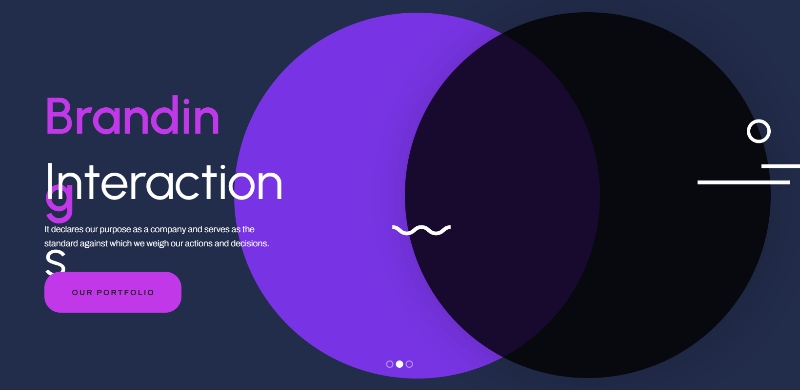 Brandin
Interaction
g
It declares our purpose as a company and serves as the
standard against which we weigh our actions and decisions.
s
OUR PORTFOLIO